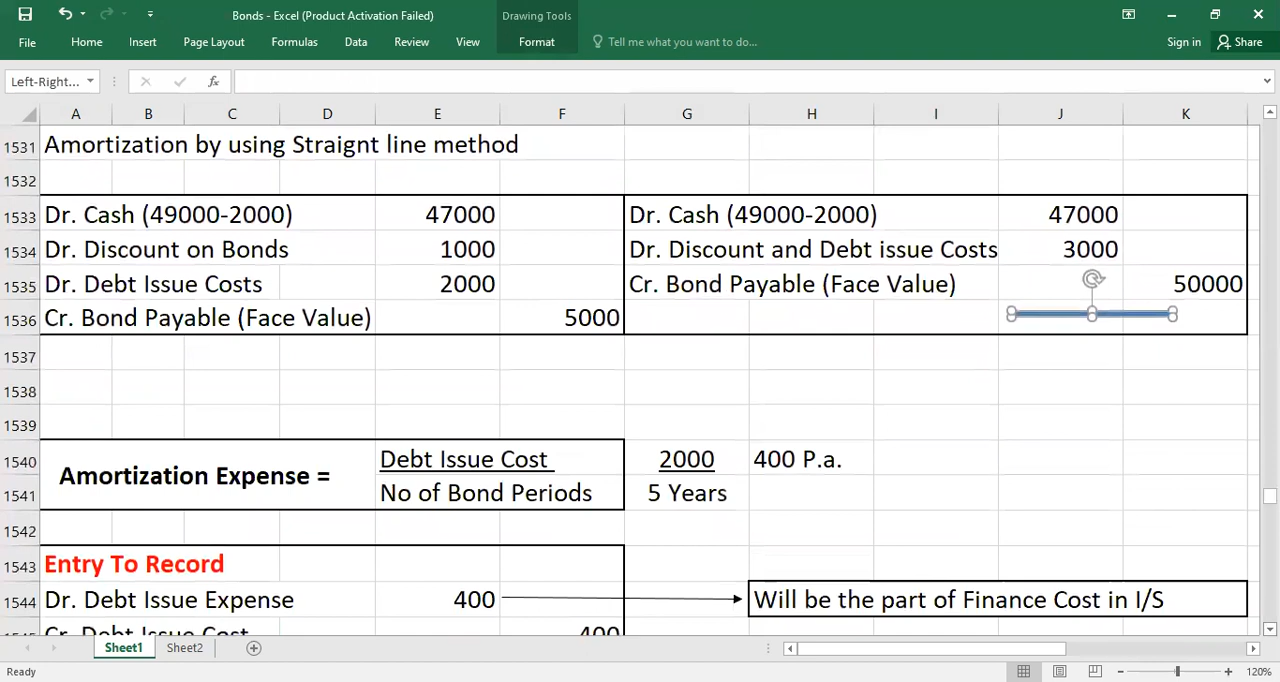 Bonds - Excel (Product Activation Failed)
Drawing Tools
File Home Insert Page Layout Formulas Data Review View Format Tell me what you want to do... Sign in Share
Left-Right... fx
A B C D E F G H I J K
1531 Amortization by using Straignt line method
1532
1533 Dr. Cash (49000-2000) 47000 Dr. Cash (49000-2000) 47000
1534 Dr. Discount on Bonds 1000 Dr. Discount and Debt issue Costs 3000
1535 Dr. Debt Issue Costs 2000 Cr. Bond Payable (Face Value) 50000
1536 Cr. Bond Payable (Face Value) 5000
1537
1538
1539
1540 Debt Issue Cost 2000 400 P.a.
Amortization Expense =
1541 No of Bond Periods 5 Years
1542
1543 Entry To Record
1544 Dr. Debt Issue Expense 400 Will be the part of Finance Cost in I/S
1545 Cr. Debt Issue Cost 400
Sheet1 Sheet2
Ready 120%